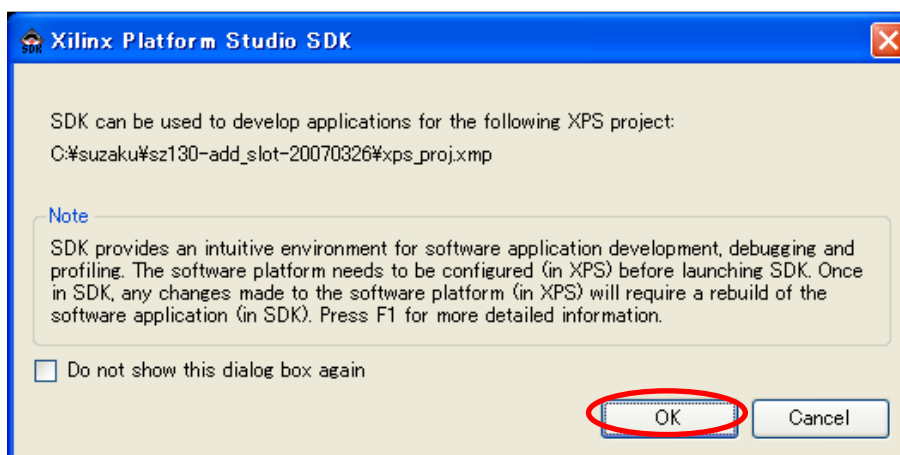 SDK
Xilinx Platform Studio SDK
SDK can be used to develop applications for the following XPS project:
C:¥suzaku¥sz130-add_slot-20070326¥xps_proj.xmp
Note
SDK provides an intuitive environment for software application development, debugging and
profiling. The software platform needs to be configured (in XPS) before launching SDK. Once
in SDK, any changes made to the software platform (in XPS) will require a rebuild of the
software application (in SDK). Press F1 for more detailed information.
Do not show this dialog box again
OK
Cancel